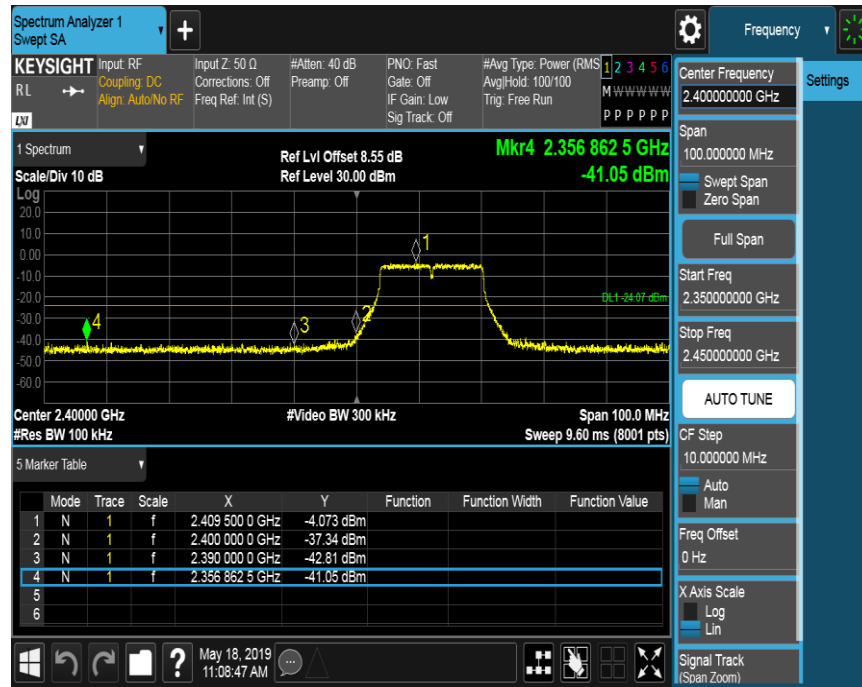 Spectrum Analyzer 1
Swept SA
+
Frequency
KEYSIGHT
RL
LXI
Input: RF
Coupling: DC
Align: Auto/No RF
Input Z: 50 Ω
Corrections: Off
Freq Ref: Int (S)
#Atten: 40 dB
Preamp: Off
PNO: Fast
Gate: Off
IF Gain: Low
Sig Track: Off
#Avg Type: Power (RMS
Avg|Hold: 100/100
Trig: Free Run
1 2 3 4 5 6
M W W W W W
P P P P P P
Center Frequency
2.400000000 GHz
Settings
Span
100.000000 MHz
Swept Span
Zero Span
Full Span
Start Freq
2.350000000 GHz
Stop Freq
2.450000000 GHz
AUTO TUNE
CF Step
10.000000 MHz
Auto
Man
Freq Offset
0 Hz
X Axis Scale
Log
Lin
Signal Track
(Span Zoom)
1 Spectrum
Scale/Div 10 dB
Ref Lvl Offset 8.55 dB
Ref Level 30.00 dBm
Mkr4 2.356 862 5 GHz
-41.05 dBm
Log
20.0
10.0
0.00
-10.0
-20.0
-30.0
-40.0
-50.0
-60.0
1
2
3
4
DL1 -24.07 dBm
Center 2.40000 GHz
#Res BW 100 kHz
#Video BW 300 kHz
Span 100.0 MHz
Sweep 9.60 ms (8001 pts)
5 Marker Table
Mode Trace Scale X Y Function Function Width Function Value
1 N 1 f 2.409 500 0 GHz -4.073 dBm
2 N 1 f 2.400 000 0 GHz -37.34 dBm
3 N 1 f 2.390 000 0 GHz -42.81 dBm
4 N 1 f 2.356 862 5 GHz -41.05 dBm
5
6
?
May 18, 2019
11:08:47 AM